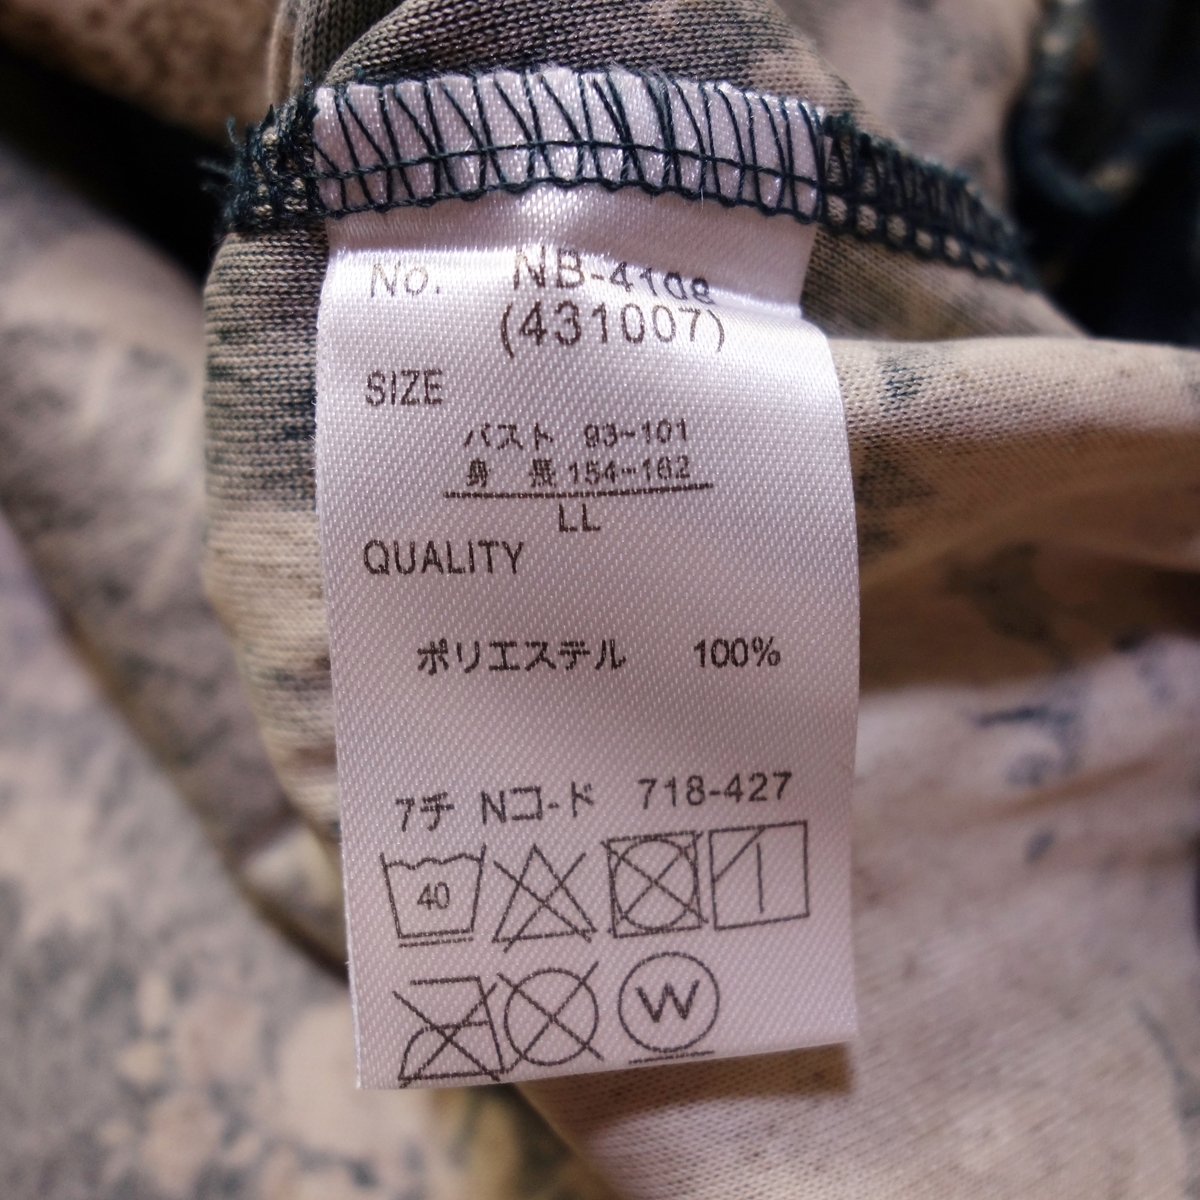 No. NB-4108
(431007)
SIZE
バスト 93-101
身 長 154-162
LL
QUALITY
ポリエステル 100%
7チ Nコード 718-427
40
W